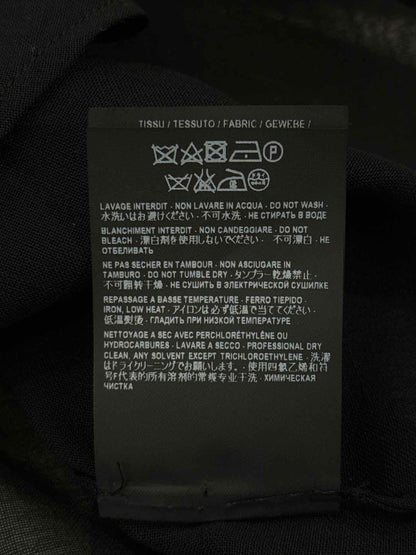 TISSU / TESSUTO / FABRIC / GEWEBE /
LAVAGE INTERDIT - NON LAVARE IN ACQUA - DO NOT WASH -
水洗いはお避けください - 不可水洗 - НЕ СТИРАТЬ В ВОДЕ
BLANCHIMENT INTERDIT - NON CANDEGGIARE - DO NOT
BLEACH - 漂白剤を使用しないでください - 不可漂白 - НЕ
ОТБЕЛИВАТЬ
NE PAS SECHER EN TAMBOUR - NON ASCIUGARE IN
TAMBURO - DO NOT TUMBLE DRY - タンブラー乾燥禁止 -
不可翻转干燥 - НЕ СУШИТЬ В ЭЛЕКТРИЧЕСКОЙ СУШИЛКЕ
REPASSAGE A BASSE TEMPERATURE - FERRO TIEPIDO -
IRON, LOW HEAT - アイロンは必ず低温で当ててください -
低温熨烫 - ГЛАДИТЬ ПРИ НИЗКОЙ ТЕМПЕРАТУРЕ
NETTOYAGE A SEC AVEC PERCHLORÉTHYLÈNE OU
HYDROCARBURES - LAVARE A SECCO - PROFESSIONAL DRY
CLEAN, ANY SOLVENT EXCEPT TRICHLOROETHYLENE - 洗濯
はドライクリーニングでお願いします - 使用四氯乙烯和符
号F代表的所有溶剂的常规专业干洗 - ХИМИЧЕСКАЯ
ЧИСТКА